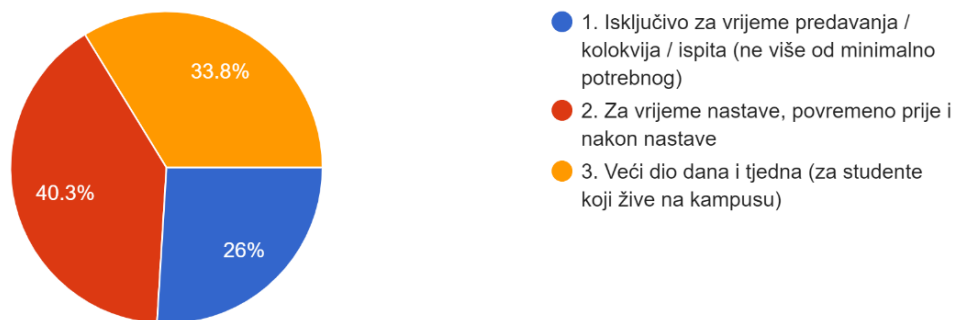 33.8%
40.3%
26%
1. Isključivo za vrijeme predavanja /
kolokvija / ispita (ne više od minimalno
potrebnog)
2. Za vrijeme nastave, povremeno prije i
nakon nastave
3. Veći dio dana i tjedna (za studente
koji žive na kampusu)